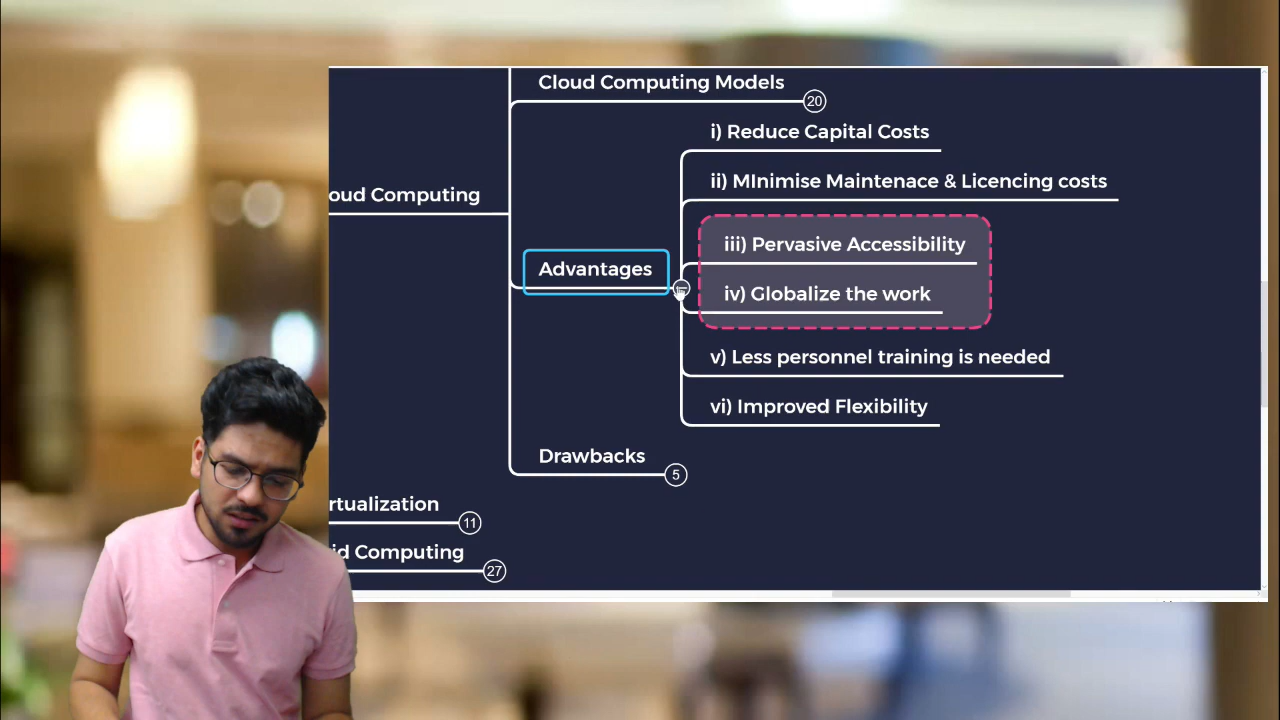 Cloud Computing Models
20
i) Reduce Capital Costs
ii) MInimise Maintenace & Licencing costs
oud Computing
iii) Pervasive Accessibility
Advantages
iv) Globalize the work
v) Less personnel training is needed
vi) Improved Flexibility
Drawbacks
5
rtualization
11
id Computing
27